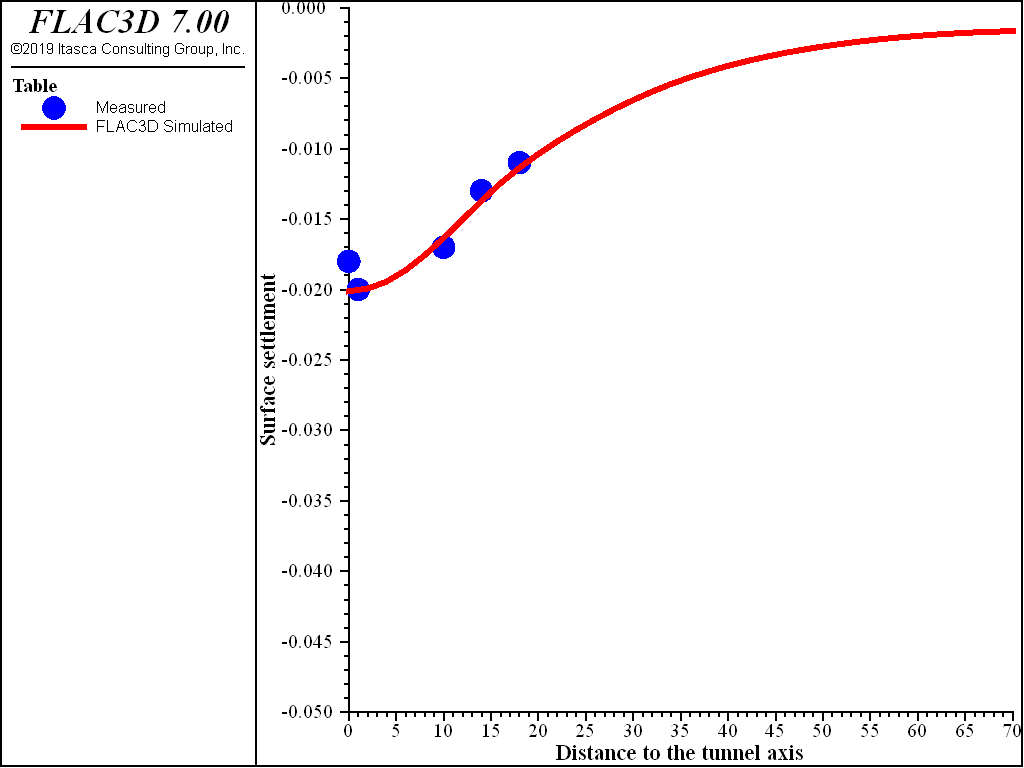 FLAC3D 7.00
©2019 Itasca Consulting Group, Inc.
Table
Measured
FLAC3D Simulated
Surface settlement
0.000
-0.005
-0.010
-0.015
-0.020
-0.025
-0.030
-0.035
-0.040
-0.045
-0.050
0 5 10 15 20 25 30 35 40 45 50 55 60 65 70
Distance to the tunnel axis